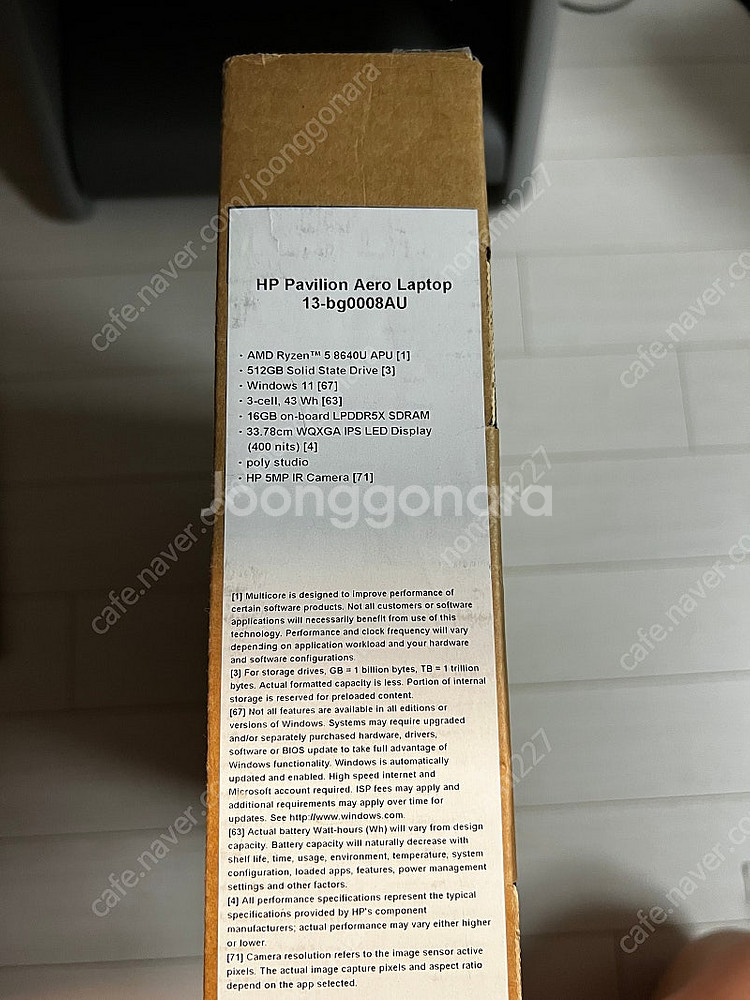 HP Pavilion Aero Laptop
13-bg0008AU
· AMD Ryzen™ 5 8640U APU [1]
· 512GB Solid State Drive [3]
· Windows 11 [67]
· 3-cell, 43 Wh [63]
· 16GB on-board LPDDR5X SDRAM
· 33.78cm WQXGA IPS LED Display
(400 nits) [4]
· poly studio
· HP 5MP IR Camera [71]
Joonggonara
[1] Multicore is designed to improve performance of
certain software products. Not all customers or software
applications will necessarily benefit from use of this
technology. Performance and clock frequency will vary
depending on application workload and your hardware
and software configurations.
[3] For storage drives, GB = 1 billion bytes, TB = 1 trillion
bytes. Actual formatted capacity is less. Portion of internal
storage is reserved for preloaded content.
[67] Not all features are available in all editions or
versions of Windows. Systems may require upgraded
and/or separately purchased hardware, drivers,
software or BIOS update to take full advantage of
Windows functionality. Windows is automatically
updated and enabled. High speed internet and
Microsoft account required. ISP fees may apply and
additional requirements may apply over time for
updates. See http://www.windows.com.
[63] Actual battery Watt-hours (Wh) will vary from design
capacity. Battery capacity will naturally decrease with
shelf life, time, usage, environment, temperature, system
configuration, loaded apps, features, power management
settings and other factors.
[4] All performance specifications represent the typical
specifications provided by HP's component
manufacturers; actual performance may vary either higher
or lower.
[71] Camera resolution refers to the image sensor active
pixels. The actual image capture pixels and aspect ratio
depend on the app selected.
cafe.naver.com/joonggonara